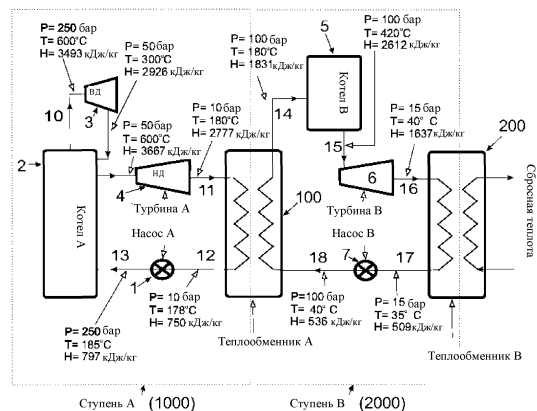 P= 250 бар
T= 600°C
H= 3493 кДж/кг
P= 50 бар
T= 300°C
H= 2926 кДж/кг
P= 100 бар
T= 180°C
H= 1831 кДж/кг
5
P= 100 бар
T= 420°C
H= 2612 кДж/кг
10
ВД
3
P= 50 бар
T= 600°C
H= 3667 кДж/кг
P= 10 бар
T= 180°C
H= 2777 кДж/кг
14
Котел В
15
P= 15 бар
T= 40° C
H= 1637 кДж/кг
200
2
Котел А
НД
4
11
Турбина А
100
6
16
Турбина В
Сбросная теплота
Насос А
Насос В
13
1
12
18
7
17
P= 250 бар
T= 185°C
H= 797 кДж/кг
P= 10 бар
T= 178°C
H= 750 кДж/кг
P=100 бар
T= 40°C
H= 536 кДж/кг
P= 15 бар
T= 35° C
H= 509кДж/кг
Теплообменник А
Теплообменник В
Ступень А (1000)
Ступень В (2000)